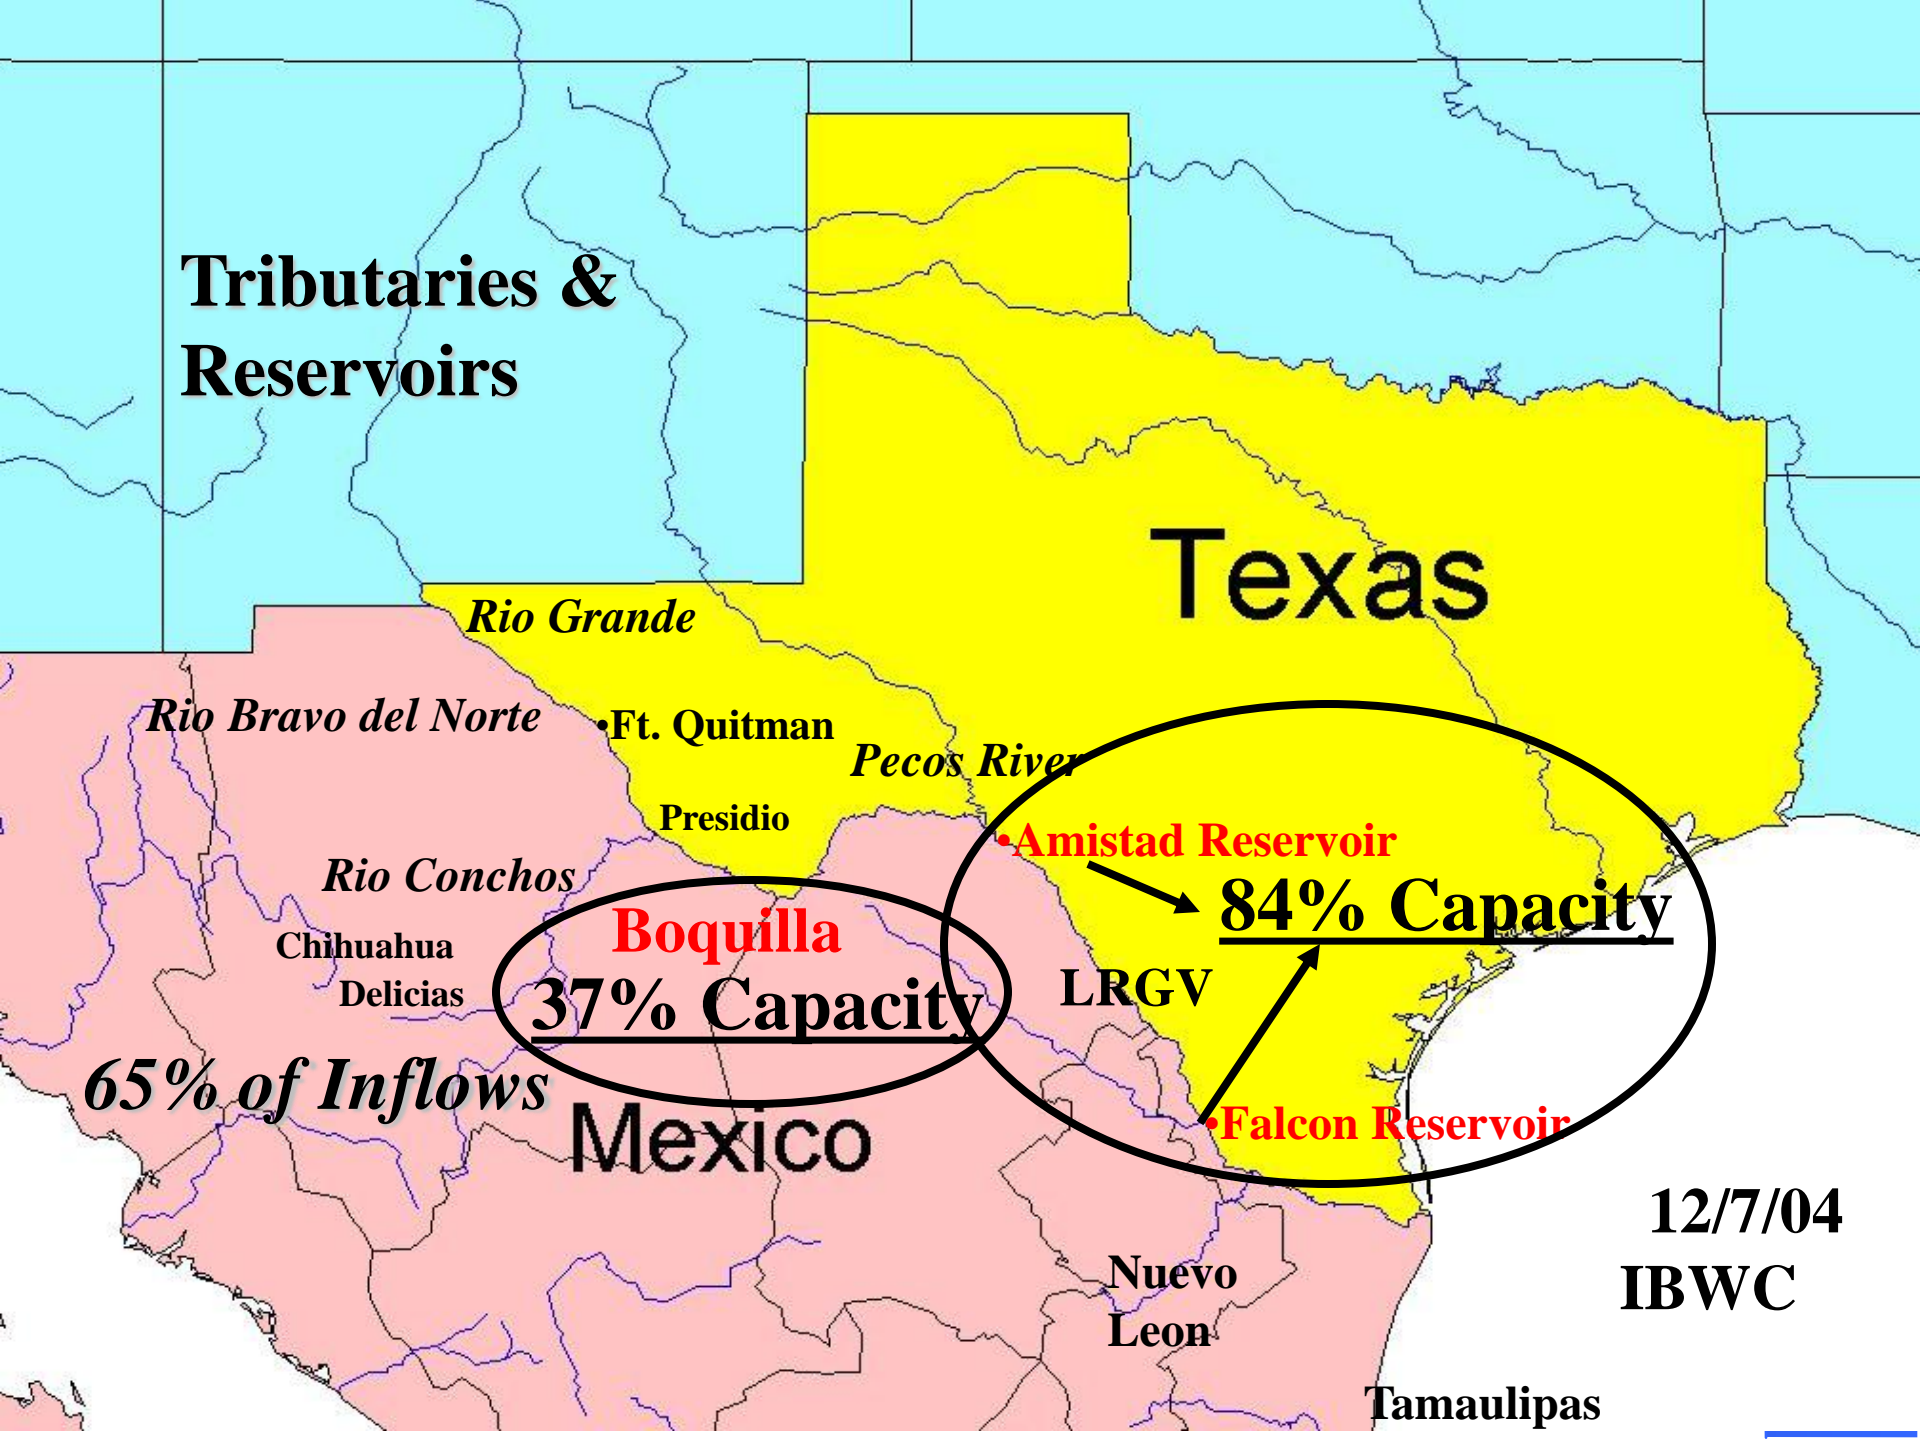 Tributaries &
Reservoirs
Texas
Rio Grande
Rio Bravo del Norte
•Ft. Quitman
Pecos River
Presidio
•Amistad Reservoir
Rio Conchos
84% Capacity
Boquilla
Chihuahua
37% Capacity
LRGV
Delicias
65% of Inflows
Mexico
•Falcon Reservoir
12/7/04
IBWC
Nuevo
Leon
Tamaulipas